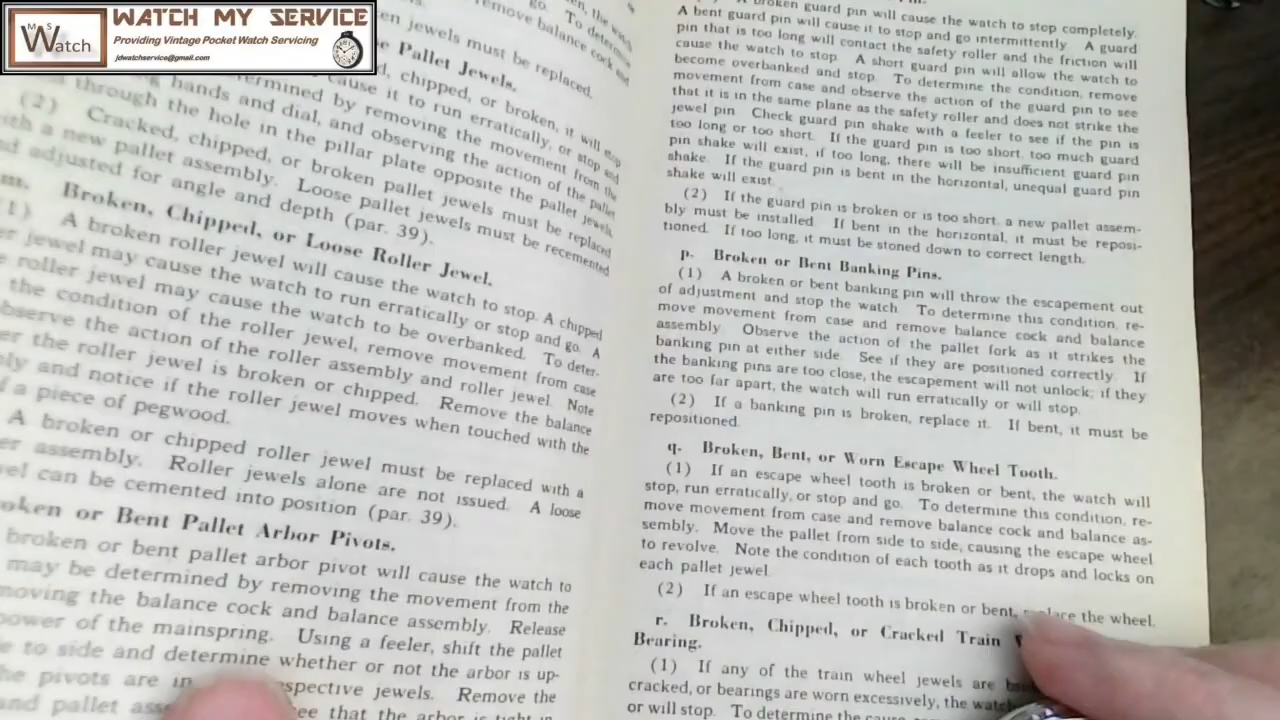 WATCH MY SERVICE
MS
Watch
Providing Vintage Pocket Watch Servicing
jdwatchservice@gmail.com
remove balance cock and
go. To determine
jewels must be replaced.
Pallet Jewels.
chipped, or broken, it will stop
cause it to run erratically, or stop and
determined by removing the movement from the
hands and dial, and observing the action of the pallet
through the hole in the pillar plate opposite the pallet jewels.
(2) Cracked, chipped, or broken pallet jewels must be replaced
with a new pallet assembly. Loose pallet jewels must be recemented
adjusted for angle and depth (par. 39).
m. Broken, Chipped, or Loose Roller Jewel.
(1) A broken roller jewel will cause the watch to stop. A chipped
jewel may cause the watch to run erratically or stop and go. A
roller jewel may cause the watch to be overbanked. To deter-
the condition of the roller jewel, remove movement from case
observe the action of the roller assembly and roller jewel. Note
the roller jewel is broken or chipped. Remove the balance
and notice if the roller jewel moves when touched with the
a piece of pegwood.
A broken or chipped roller jewel must be replaced with a
assembly. Roller jewels alone are not issued. A loose
can be cemented into position (par. 39).
or Bent Pallet Arbor Pivots.
broken or bent pallet arbor pivot will cause the watch to
may be determined by removing the movement from the
the balance cock and balance assembly. Release
power of the mainspring. Using a feeler, shift the pallet
to side and determine whether or not the arbor is up-
the pivots are in respective jewels. Remove the
and pallet see that the arbor is tight in
A broken guard pin will cause the watch to stop completely.
A bent guard pin will cause it to stop and go intermittently. A guard
pin that is too long will contact the safety roller and the friction will
cause the watch to stop. A short guard pin will allow the watch to
become overbanked and stop. To determine the condition, remove
movement from case and observe the action of the guard pin to see
that it is in the same plane as the safety roller and does not strike the
jewel pin Check guard pin shake with a feeler to see if the pin is
too long or too short. If the guard pin is too short, too much guard
pin shake will exist, if too long, there will be insufficient guard pin
shake. If the guard pin is bent in the horizontal, unequal guard pin
shake will exist.
(2) If the guard pin is broken or is too short, a new pallet assem-
bly must be installed. If bent in the horizontal, it must be reposi-
tioned. If too long, it must be stoned down to correct length.
p. Broken or Bent Banking Pins.
(1) A broken or bent banking pin will throw the escapement out
of adjustment and stop the watch. To determine this condition, re-
move movement from case and remove balance cock and balance
assembly. Observe the action of the pallet fork as it strikes the
banking pin at either side. See if they are positioned correctly. If
the banking pins are too close, the escapement will not unlock; if they
are too far apart, the watch will run erratically or will stop.
(2) If a banking pin is broken, replace it. If bent, it must be
repositioned.
q. Broken, Bent, or Worn Escape Wheel Tooth.
(1) If an escape wheel tooth is broken or bent, the watch will
stop, run erratically, or stop and go. To determine this condition, re-
move movement from case and remove balance cock and balance as-
sembly. Move the pallet from side to side, causing the escape wheel
to revolve. Note the condition of each tooth as it drops and locks on
each pallet jewel.
(2) If an escape wheel tooth is broken or bent, replace the wheel.
r. Broken, Chipped, or Cracked Train
Bearing.
(1) If any of the train wheel jewels are
cracked, or bearings are worn excessively, the watch
or will stop. To determine the cause